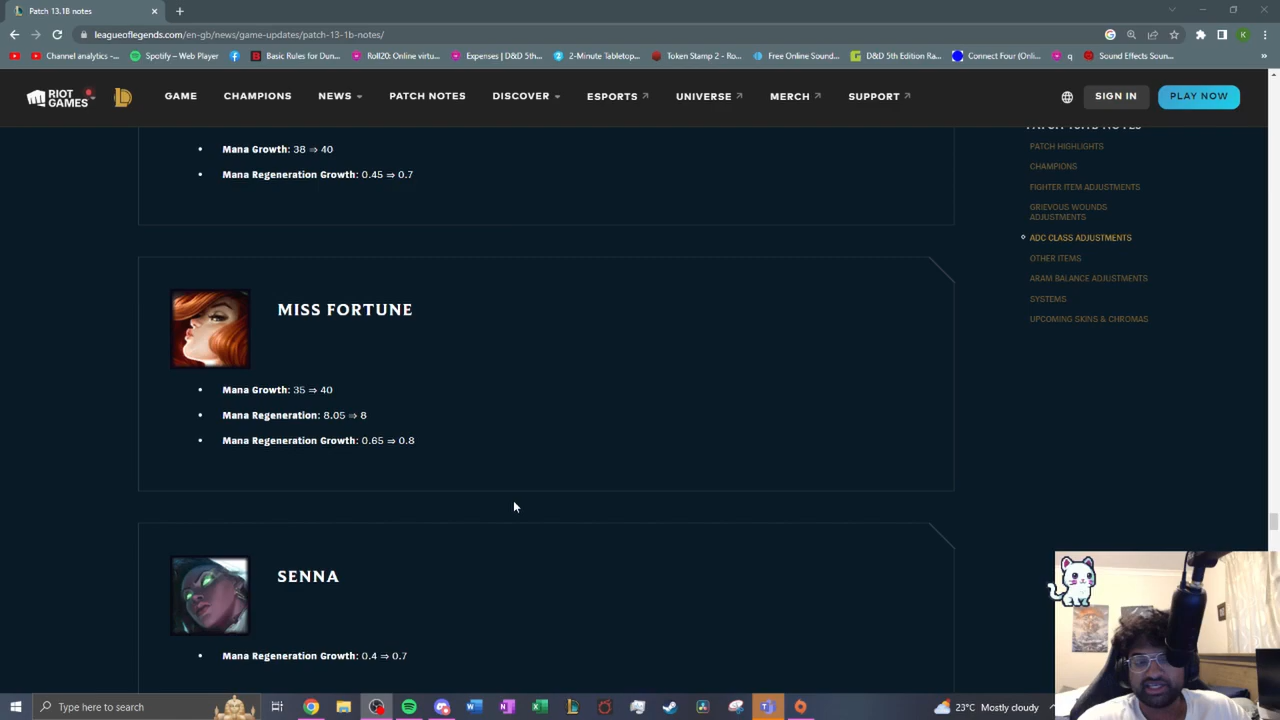 Patch 13.1B notes
leagueoflegends.com/en-gb/news/game-updates/patch-13-1b-notes/
K
Channel analytics -...
Spotify – Web Player
Basic Rules for Dun...
Roll20: Online virtu...
Expenses | D&D 5th...
2-Minute Tabletop...
Token Stamp 2 - Ro...
Free Online Sound...
D&D 5th Edition Ra...
Connect Four (Onli...
q
Sound Effects Soun...
RIOT GAMES
GAME
CHAMPIONS
NEWS
PATCH NOTES
DISCOVER
ESPORTS
UNIVERSE
MERCH
SUPPORT
SIGN IN
PLAY NOW
PATCH 13.1B NOTES
PATCH HIGHLIGHTS
CHAMPIONS
FIGHTER ITEM ADJUSTMENTS
GRIEVOUS WOUNDS
ADJUSTMENTS
ADC CLASS ADJUSTMENTS
OTHER ITEMS
ARAM BALANCE ADJUSTMENTS
SYSTEMS
UPCOMING SKINS & CHROMAS
Mana Growth: 38 ⇒ 40
Mana Regeneration Growth: 0.45 ⇒ 0.7
MISS FORTUNE
Mana Growth: 35 ⇒ 40
Mana Regeneration: 8.05 ⇒ 8
Mana Regeneration Growth: 0.65 ⇒ 0.8
SENNA
Mana Regeneration Growth: 0.4 ⇒ 0.7
Type here to search
23°C Mostly cloudy